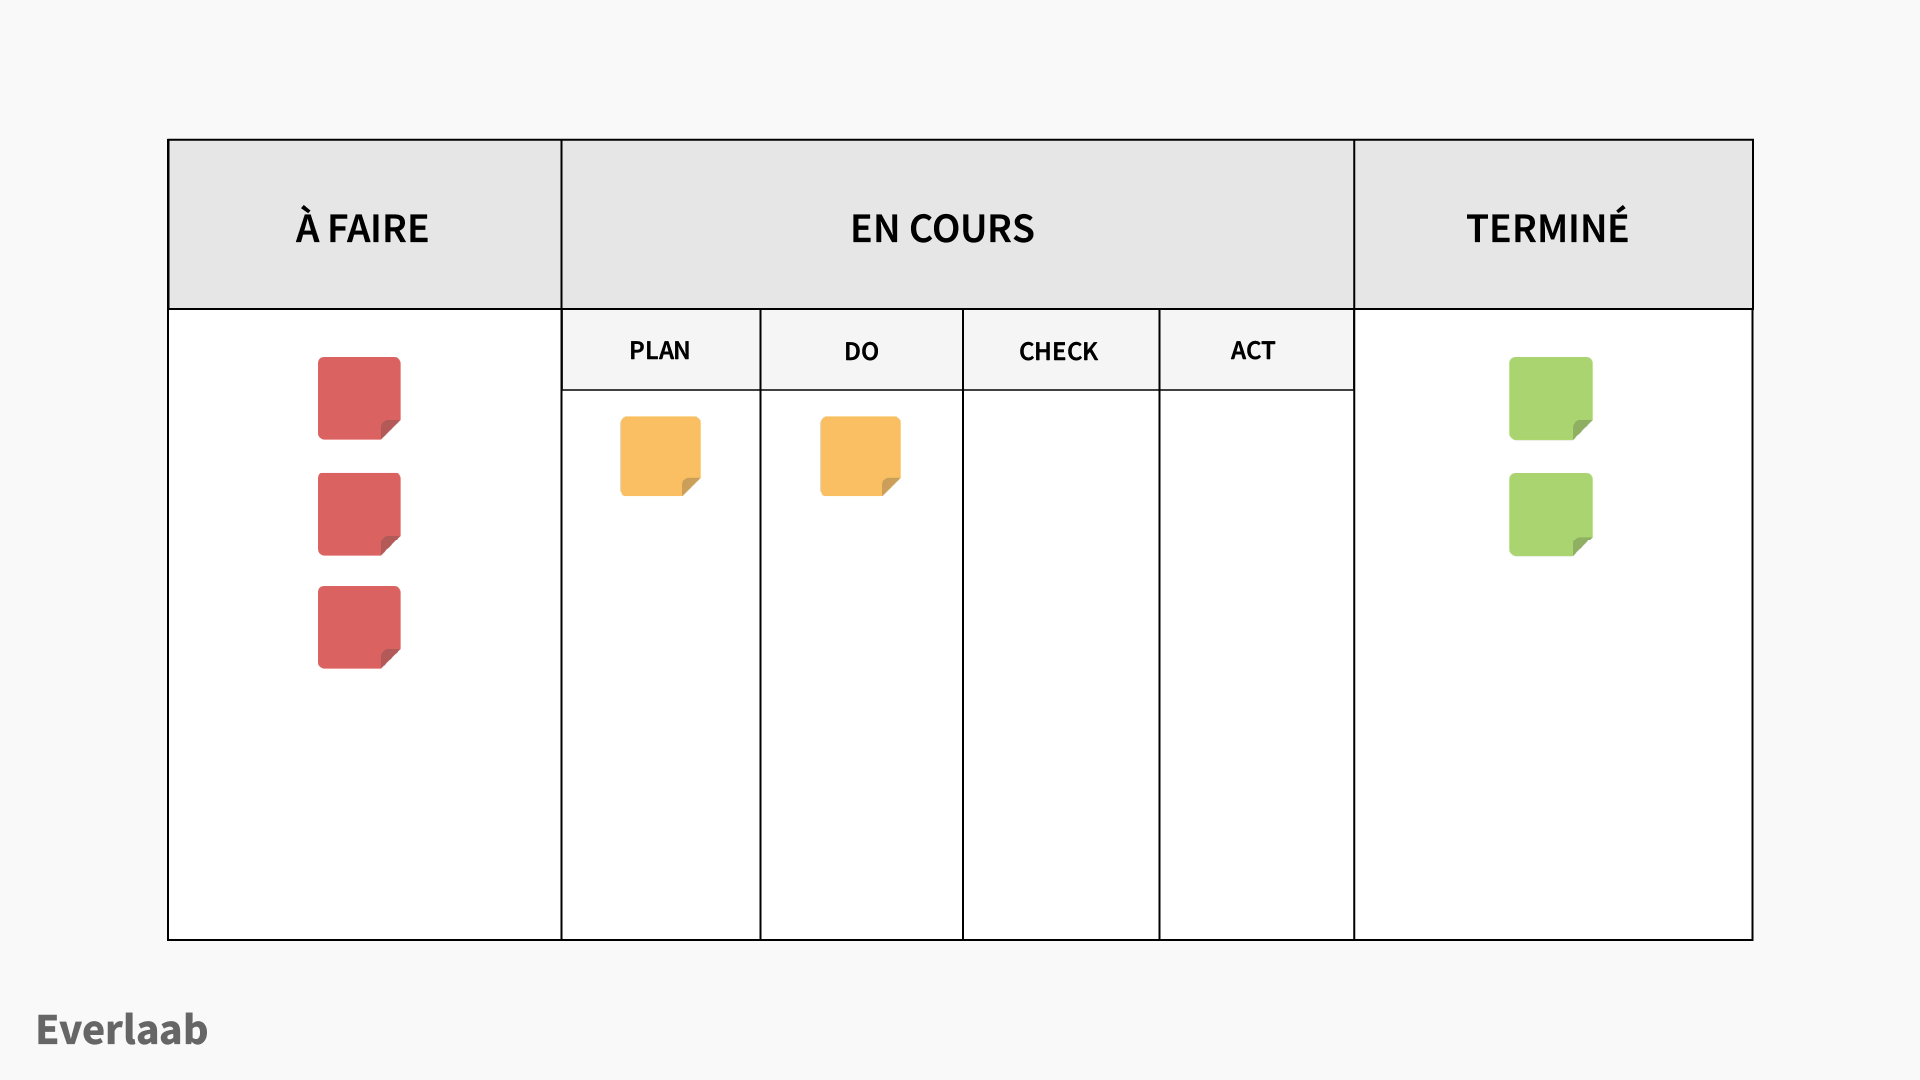 À FAIRE
EN COURS
TERMINÉ
PLAN
DO
CHECK
ACT
Everlaab